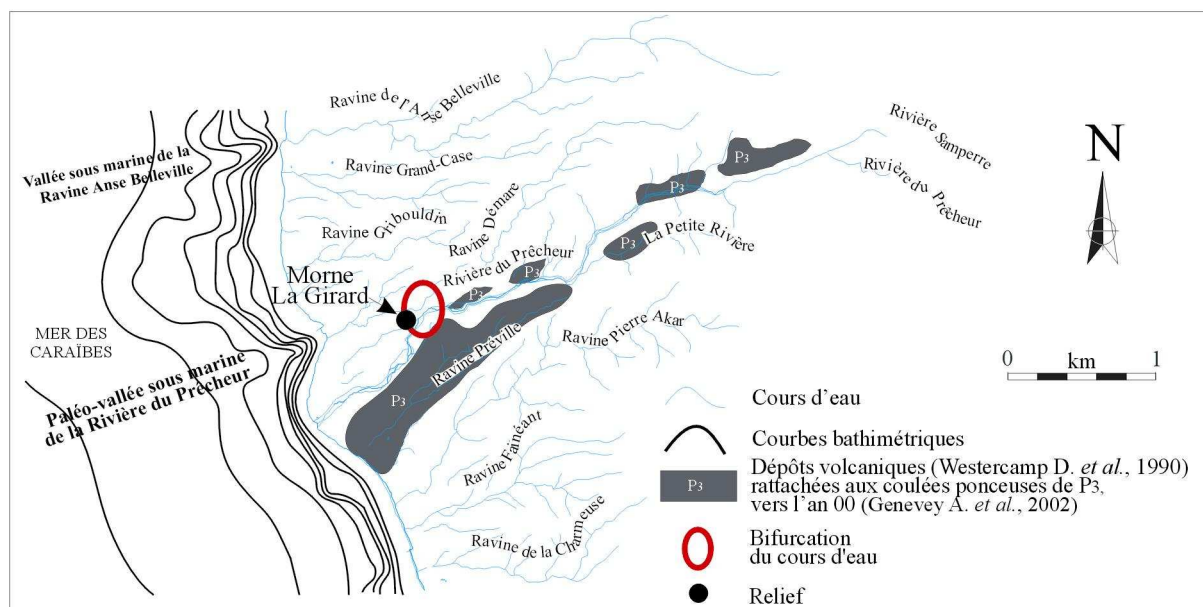 Ravine de l'Anse Belleville
Rivière Samperre
Vallée sous marine de la
Ravine Anse Belleville
Ravine Grand-Case
P3
N
Rivière du Prêcheur
P3
Ravine Démare
Ravine Gribouldin
P3
La Petite Rivière
Rivière du Prêcheur
P3
Morne
La Girard
P3
MER DES
CARAÏBES
Ravine Pierre Akar
Ravine Préville
0 km 1
Paléo-vallée sous marine
de la Rivière du Prêcheur
P3
Cours d'eau
Courbes bathimétriques
Ravine Fainéant
P3
Dépôts volcaniques (Westercamp D. et al., 1990)
rattachées aux coulées ponceuses de P3,
vers l'an 00 (Genevey A. et al., 2002)
Ravine de la Charmeuse
Bifurcation
du cours d'eau
Relief